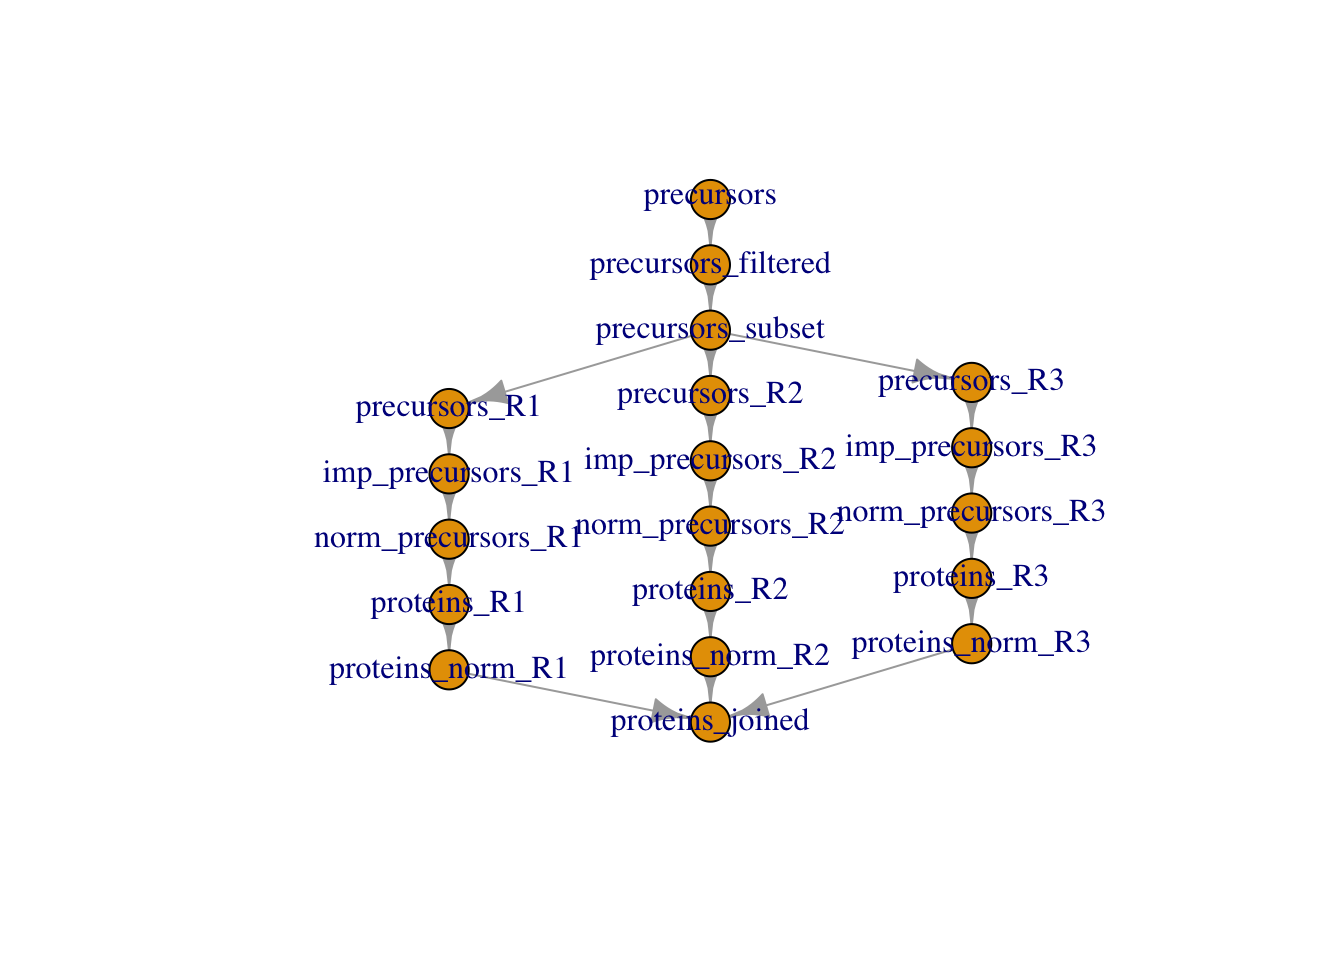 precursors
precursors_filtered
precursors_subset
precursors_R3
precursors_R2
precursors_R1
imp_precursors_R3
imp_precursors_R2
imp_precursors_R1
norm_precursors_R3
norm_precursors_R2
norm_precursors_R1
proteins_R3
proteins_R2
proteins_R1
proteins_norm_R3
proteins_norm_R2
proteins_norm_R1
proteins_joined